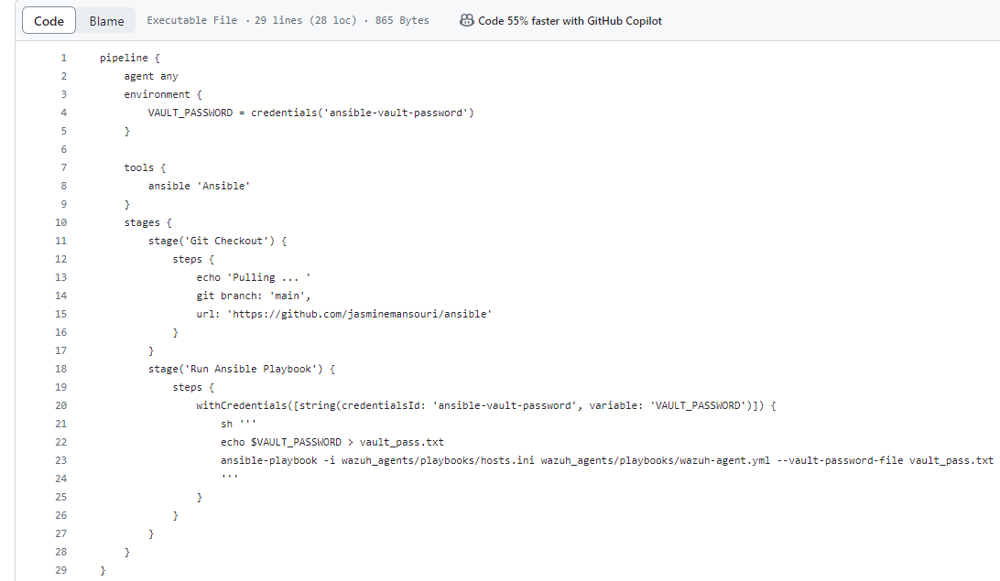 Code Blame Executable File · 29 lines (28 loc) · 865 Bytes Code 55% faster with GitHub Copilot
1 pipeline {
2     agent any
3     environment {
4         VAULT_PASSWORD = credentials('ansible-vault-password')
5     }
6
7     tools {
8         ansible 'Ansible'
9     }
10     stages {
11         stage('Git Checkout') {
12             steps {
13                 echo 'Pulling ... '
14                 git branch: 'main',
15                 url: 'https://github.com/jasminemansouri/ansible'
16             }
17         }
18         stage('Run Ansible Playbook') {
19             steps {
20                 withCredentials([string(credentialsId: 'ansible-vault-password', variable: 'VAULT_PASSWORD')]) {
21                     sh '''
22                     echo $VAULT_PASSWORD > vault_pass.txt
23                     ansible-playbook -i wazuh_agents/playbooks/hosts.ini wazuh_agents/playbooks/wazuh-agent.yml --vault-password-file vault_pass.txt
24                     '''
25                 }
26             }
27         }
28     }
29 }